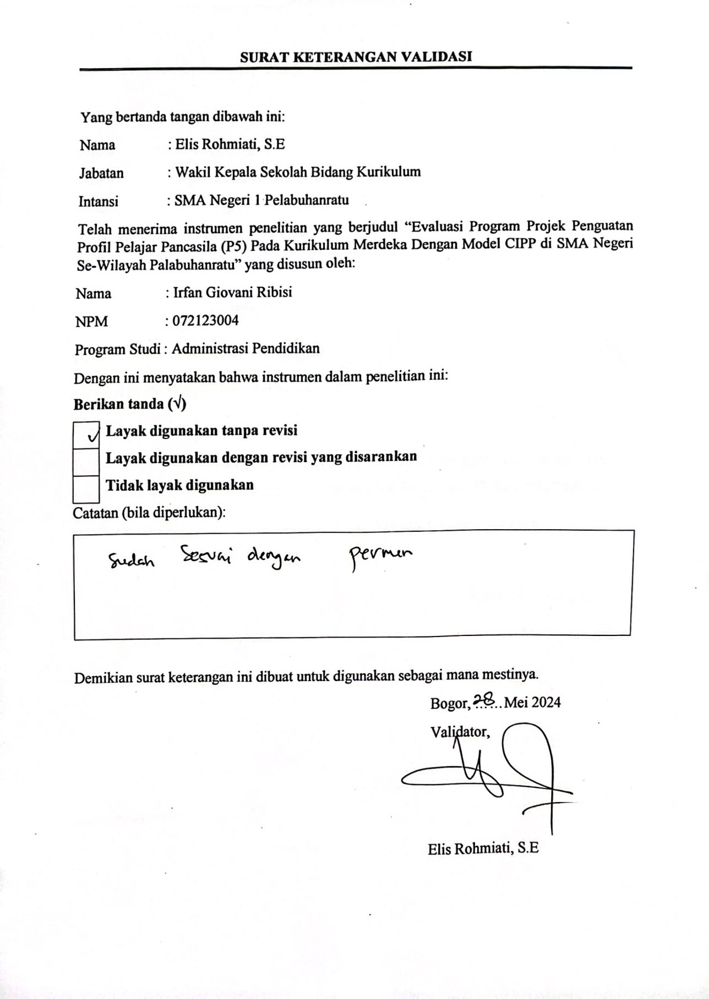 SURAT KETERANGAN VALIDASI
Yang bertanda tangan dibawah ini:
Nama : Elis Rohmiati, S.E
Jabatan : Wakil Kepala Sekolah Bidang Kurikulum
Intansi : SMA Negeri 1 Pelabuhanratu
Telah menerima instrumen penelitian yang berjudul “Evaluasi Program Projek Penguatan
Profil Pelajar Pancasila (P5) Pada Kurikulum Merdeka Dengan Model CIPP di SMA Negeri
Se-Wilayah Palabuhanratu” yang disusun oleh:
Nama : Irfan Giovani Ribisi
NPM : 072123004
Program Studi : Administrasi Pendidikan
Dengan ini menyatakan bahwa instrumen dalam penelitian ini:
Berikan tanda (√)
✓ Layak digunakan tanpa revisi
Layak digunakan dengan revisi yang disarankan
Tidak layak digunakan
Catatan (bila diperlukan):
Sudah Sesuai dengan permen
Demikian surat keterangan ini dibuat untuk digunakan sebagai mana mestinya.
Bogor, 28 Mei 2024
Validator,
Elis Rohmiati, S.E